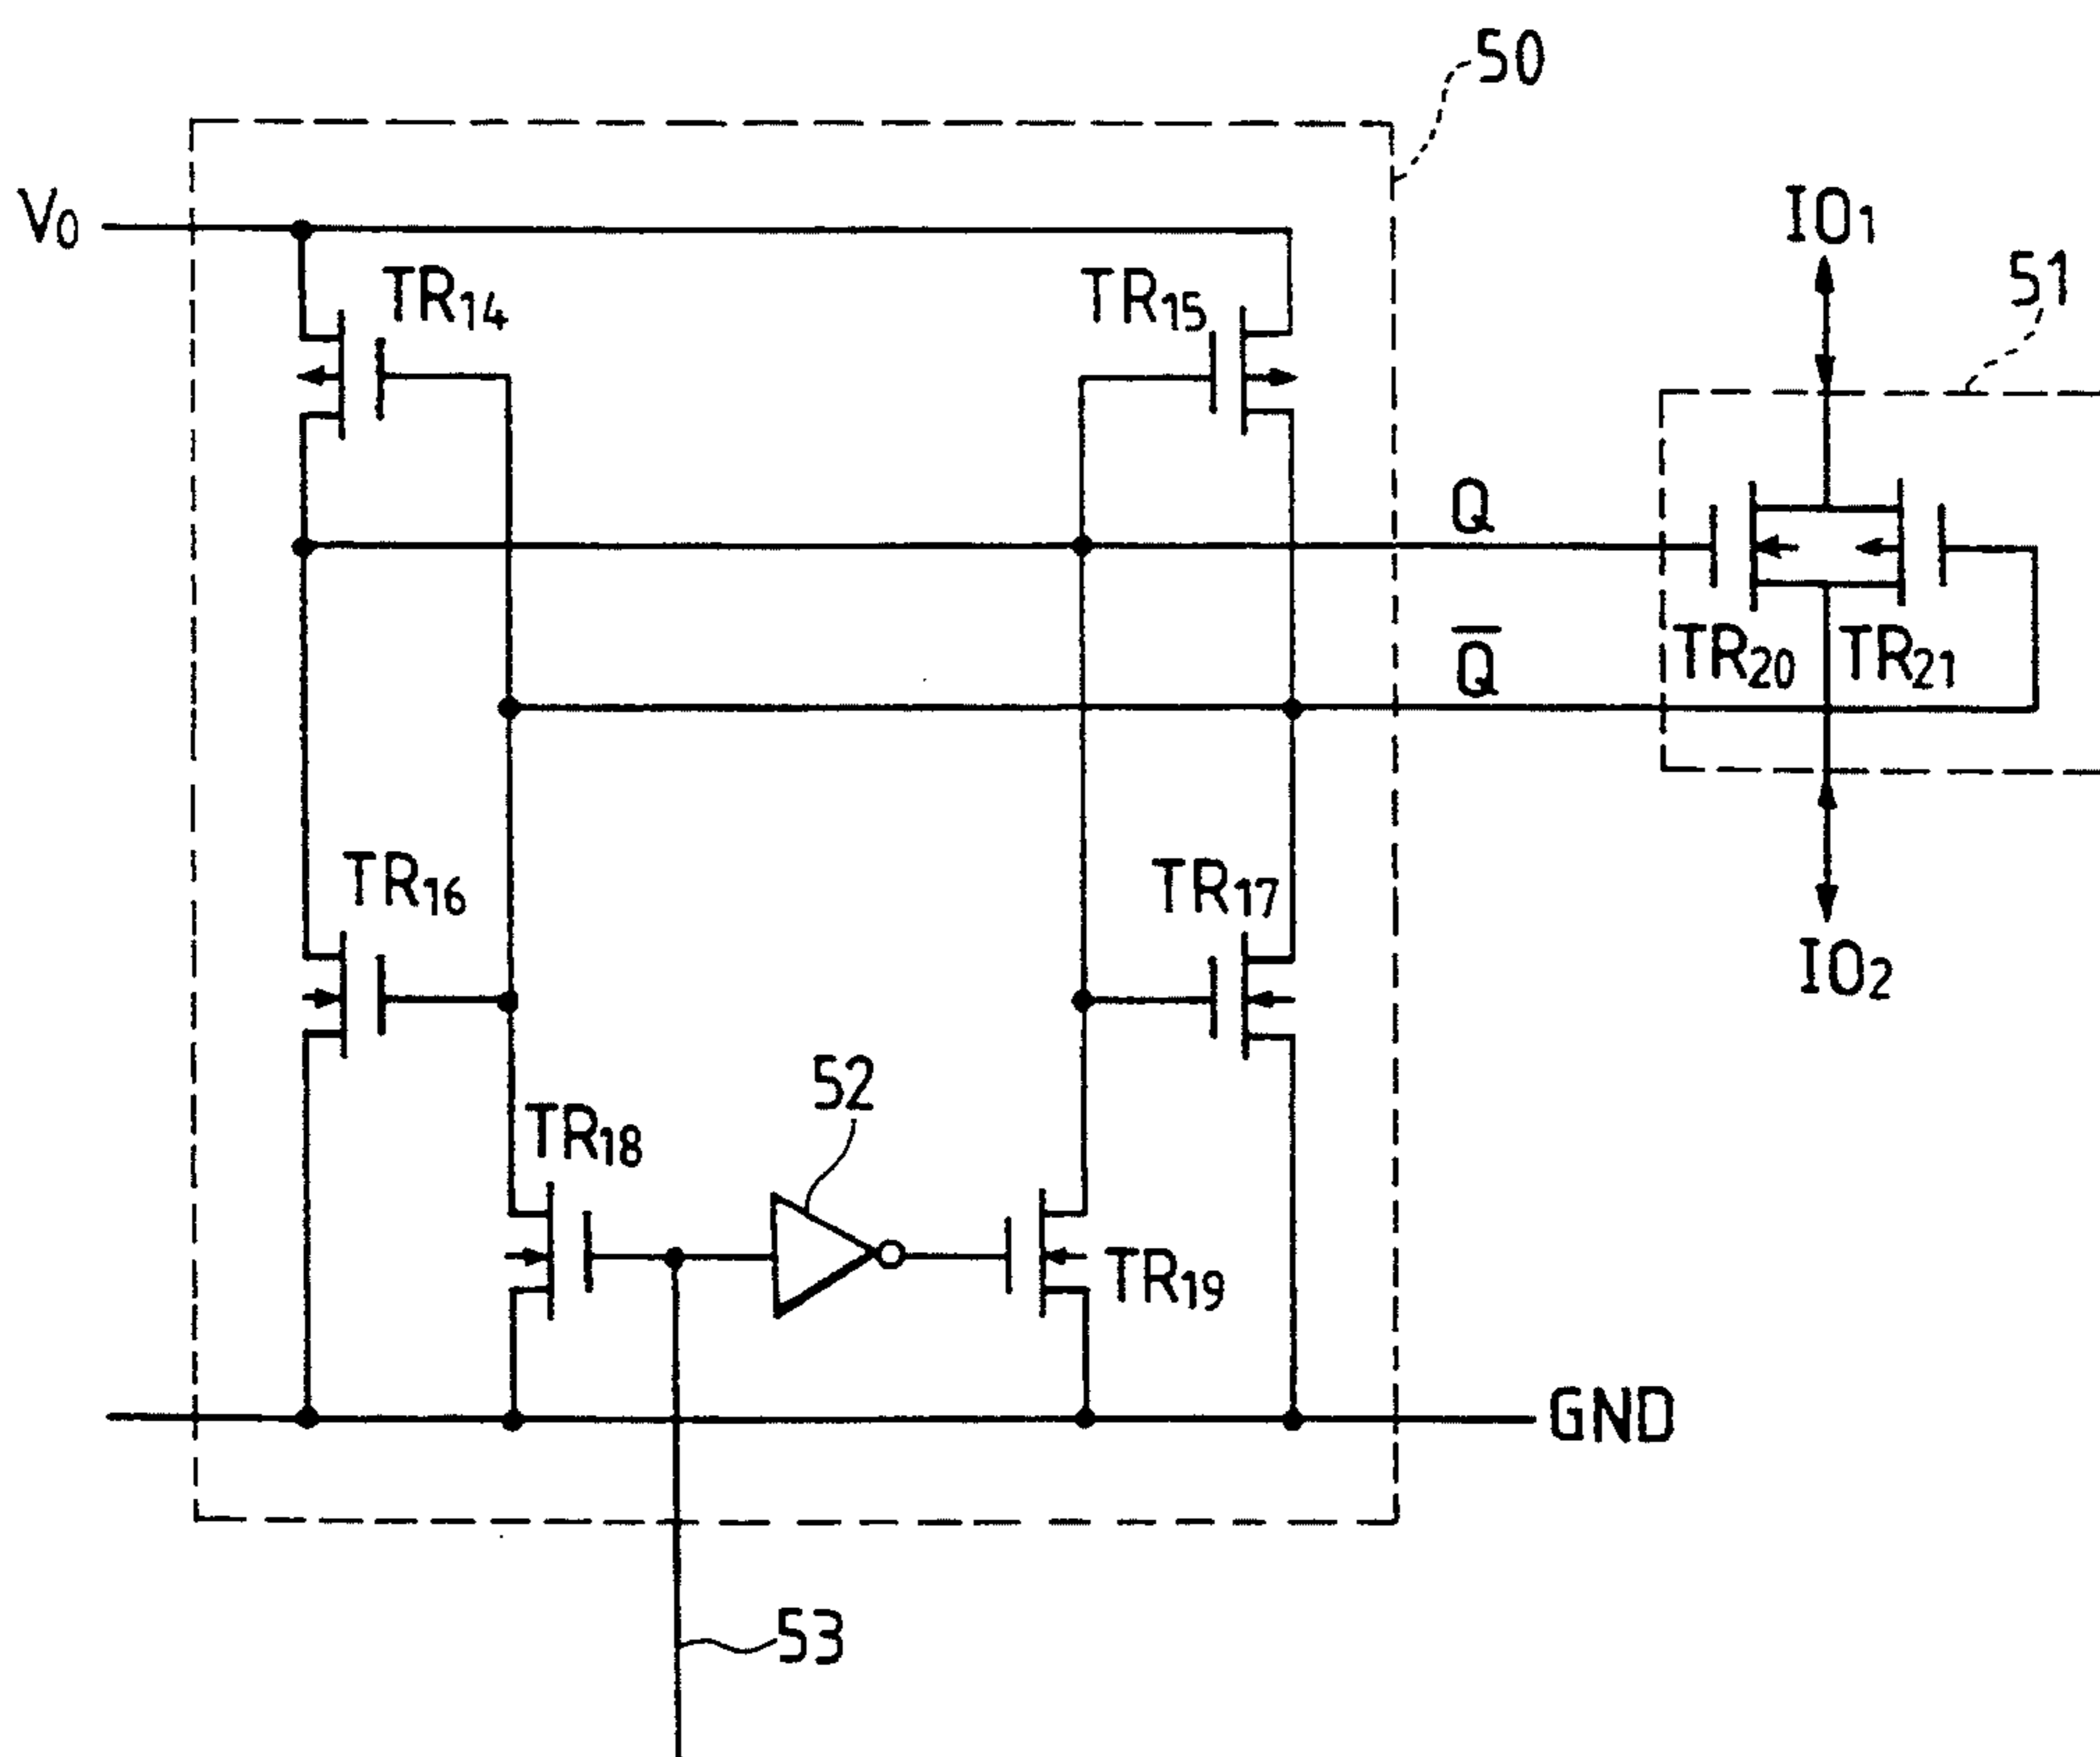 50
V0
IO1
51
TR14
TR15
Q
Q̅
TR20
TR21
TR16
TR17
IO2
52
TR18
TR19
GND
53